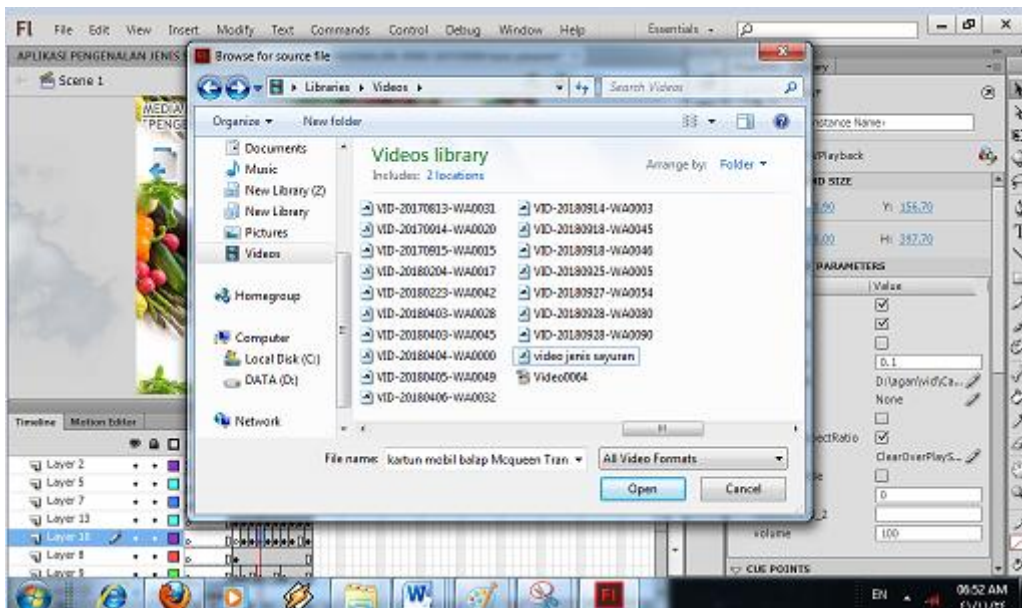 Fl File Edit View Insert Modify Text Commands Control Debug Window Help Essentials
APLIKASI PENGENALAN JENIS
Scene 1
MEDIA
Browse for source file
Libraries Videos
Search Videos
Organize New folder
Documents
Music
New Library (2)
New Library
Pictures
Videos
Homegroup
Computer
Local Disk (C:)
DATA (D:)
Network
Videos library
Includes: 2 locations
Arrange by: Folder
VID-20170813-WA0031 VID-20180914-WA0003
VID-20170914-WA0020 VID-20180918-WA0045
VID-20170915-WA0015 VID-20180918-WA0046
VID-20180204-WA0017 VID-20180925-WA0005
VID-20180223-WA0042 VID-20180927-WA0054
VID-20180403-WA0028 VID-20180928-WA0080
VID-20180403-WA0045 VID-20180928-WA0090
VID-20180404-WA0000 video jenis sayuran
VID-20180405-WA0049 Video0064
VID-20180406-WA0032
File name: kartun mobil balap Mcqueen Tran All Video Formats
Open Cancel
Playback
SIZE
Y: 156,70
H: 397,70
PARAMETERS
Value
0.1
None
ClearOverPlayS...
0
volume 100
CUE POINTS
Timeline Motion Editor
Layer 2
Layer 5
Layer 7
Layer 13
Layer 8
Layer 9
W Fl EN 06:52 AM